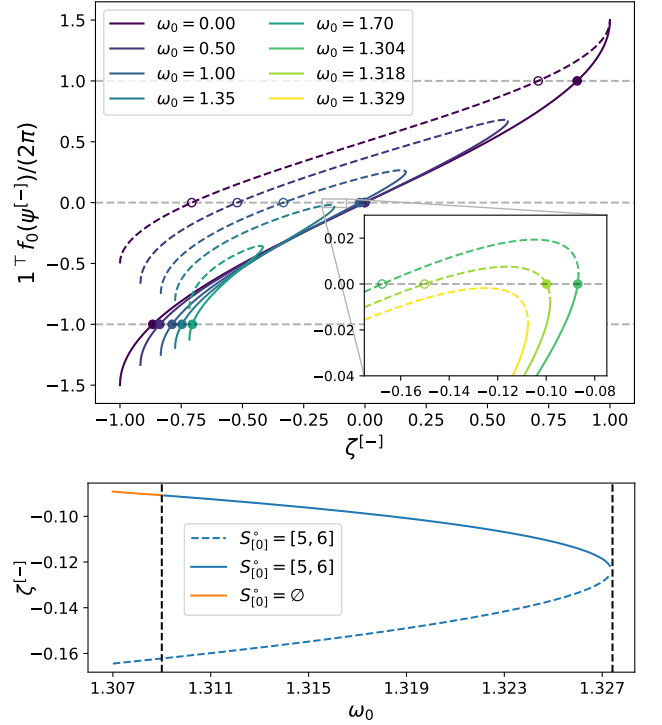 1.5
1.0
0.5
0.0
−0.5
−1.0
−1.5
1⊤f₀(ψ[−])/(2π)
ω₀ = 0.00
ω₀ = 0.50
ω₀ = 1.00
ω₀ = 1.35
ω₀ = 1.70
ω₀ = 1.304
ω₀ = 1.318
ω₀ = 1.329
0.02
0.00
−0.02
−0.04
−0.16 −0.14 −0.12 −0.10 −0.08
−1.00 −0.75 −0.50 −0.25 0.00 0.25 0.50 0.75 1.00
ζ[−]
−0.10
−0.12
−0.14
−0.16
ζ[−]
S°[0] = [5, 6]
S°[0] = [5, 6]
S°[0] = ∅
1.307 1.311 1.315 1.319 1.323 1.327
ω₀